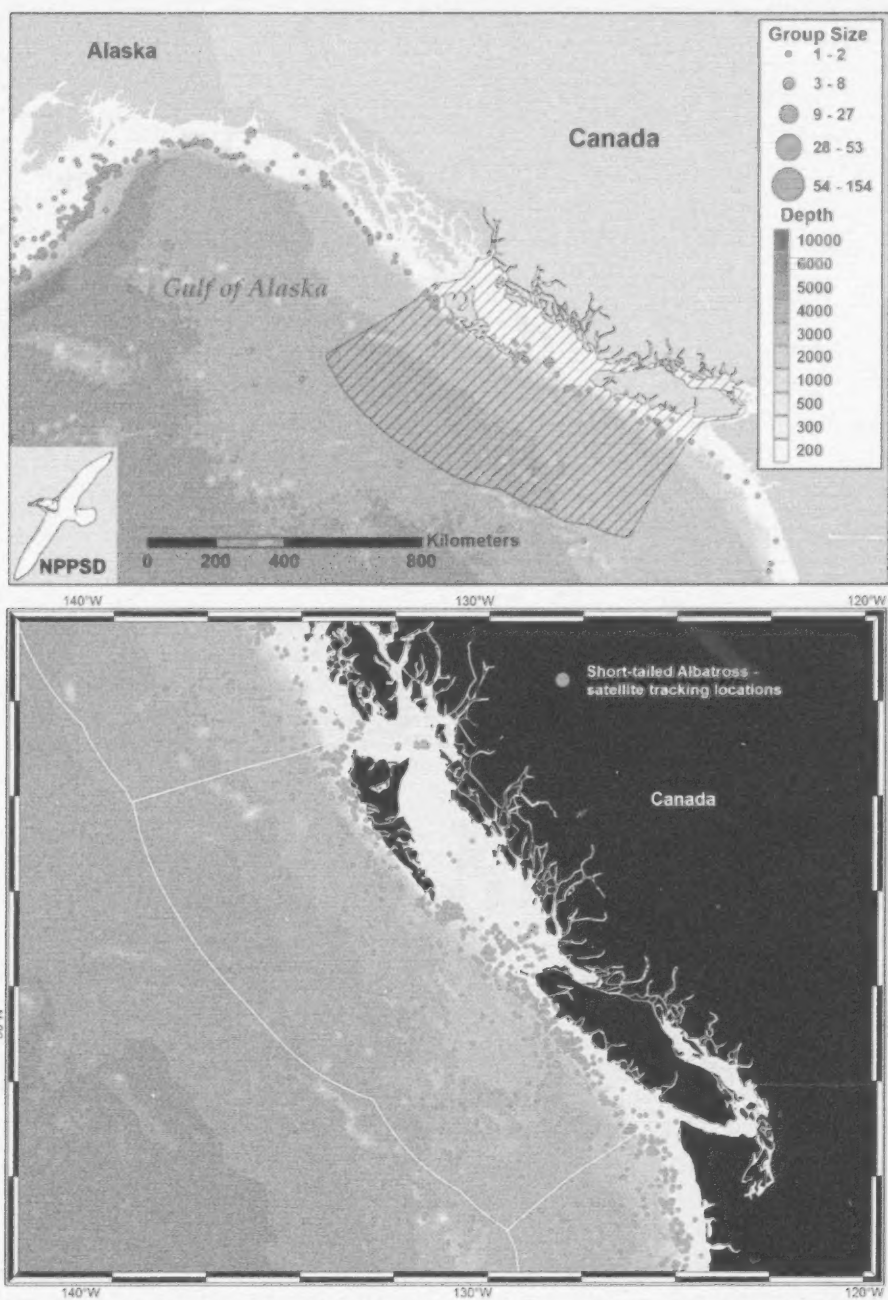 Alaska
Canada
Gulf of Alaska
Group Size
1 - 2
3 - 8
9 - 27
28 - 53
54 - 154
Depth
10000
6000
5000
4000
3000
2000
1000
500
300
200
NPPSD
Kilometers
0 200 400 800
140°W 130°W 120°W
Short-tailed Albatross -
satellite tracking locations
Canada
140°W 130°W 120°W